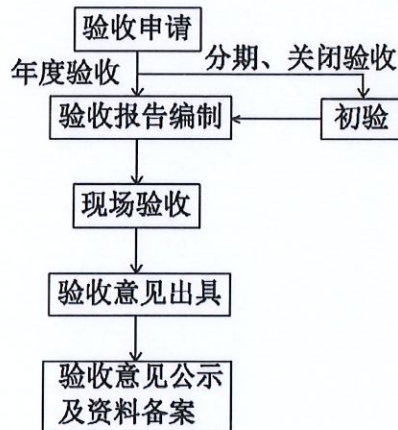 验收申请
年度验收
分期、关闭验收
验收报告编制
初验
现场验收
验收意见出具
验收意见公示
及资料备案